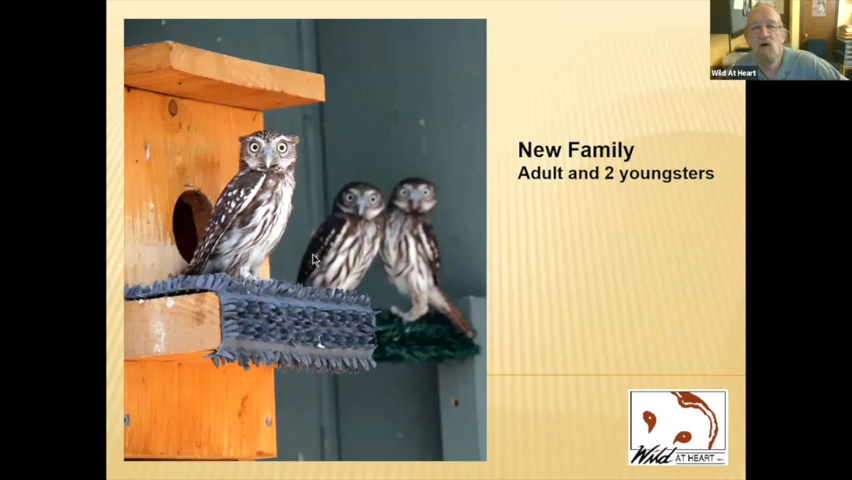 Wild At Heart
New Family
Adult and 2 youngsters
Wild AT HEART